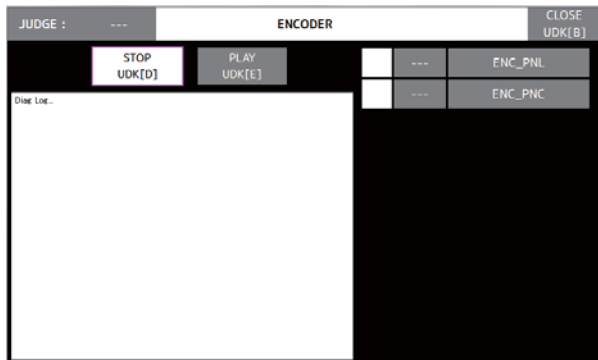 JUDGE : --- ENCODER CLOSE UDK[B]
STOP UDK[D] PLAY UDK[E]
--- ENC_PNL
--- ENC_PNC
Diag Log...